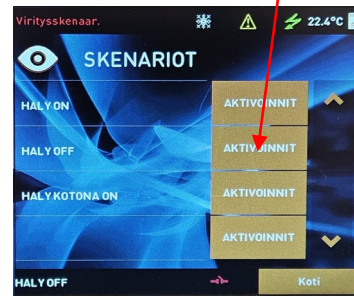 Viritysskenaar. 22.4°C
SKENARIOT
HALY ON AKTIVOINNIT
HALY OFF AKTIVOINNIT
HALY KOTONA ON AKTIVOINNIT
AKTIVOINNIT
HALY OFF Koti